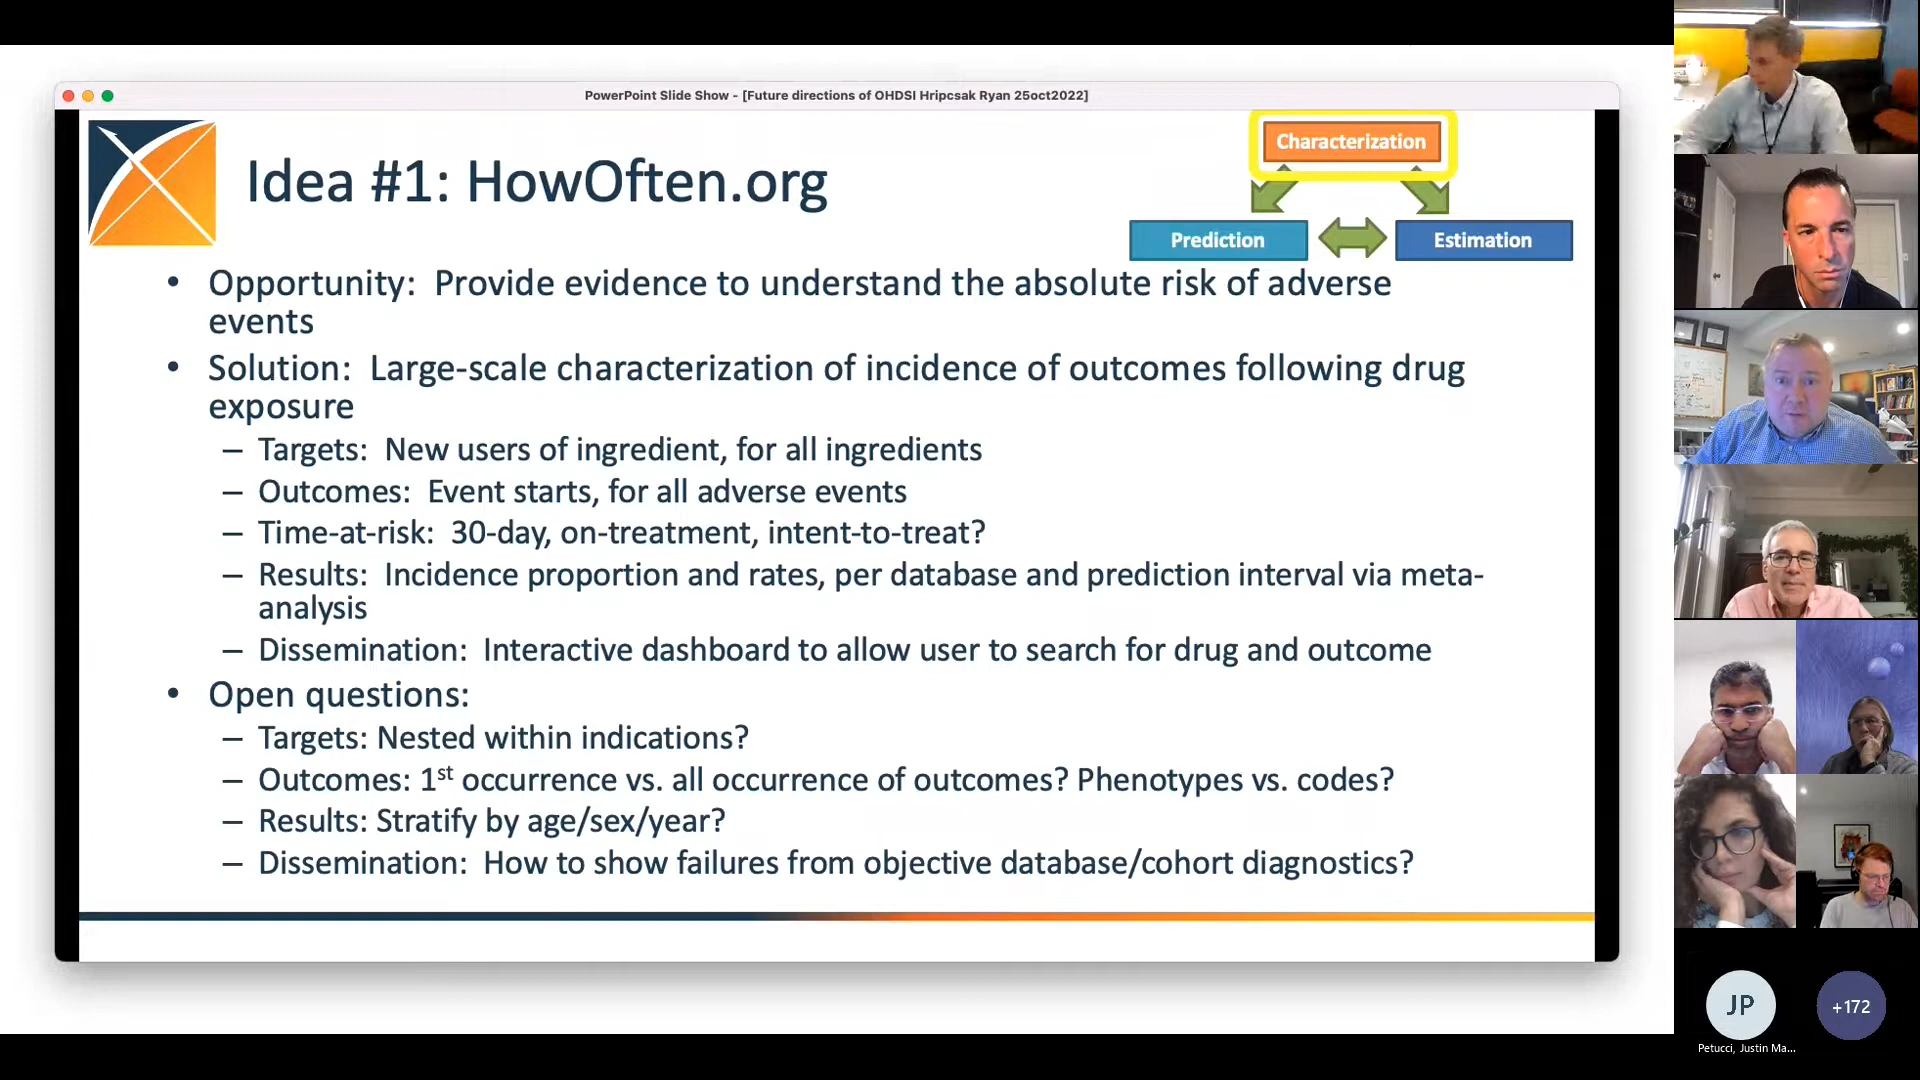 PowerPoint Slide Show - [Future directions of OHDSI Hripcsak Ryan 25oct2022]
Idea #1: HowOften.org
Characterization
Prediction
Estimation
• Opportunity: Provide evidence to understand the absolute risk of adverse
events
• Solution: Large-scale characterization of incidence of outcomes following drug
exposure
– Targets: New users of ingredient, for all ingredients
– Outcomes: Event starts, for all adverse events
– Time-at-risk: 30-day, on-treatment, intent-to-treat?
– Results: Incidence proportion and rates, per database and prediction interval via meta-
analysis
– Dissemination: Interactive dashboard to allow user to search for drug and outcome
• Open questions:
– Targets: Nested within indications?
– Outcomes: 1st occurrence vs. all occurrence of outcomes? Phenotypes vs. codes?
– Results: Stratify by age/sex/year?
– Dissemination: How to show failures from objective database/cohort diagnostics?
JP
+172
Petucci, Justin Ma...